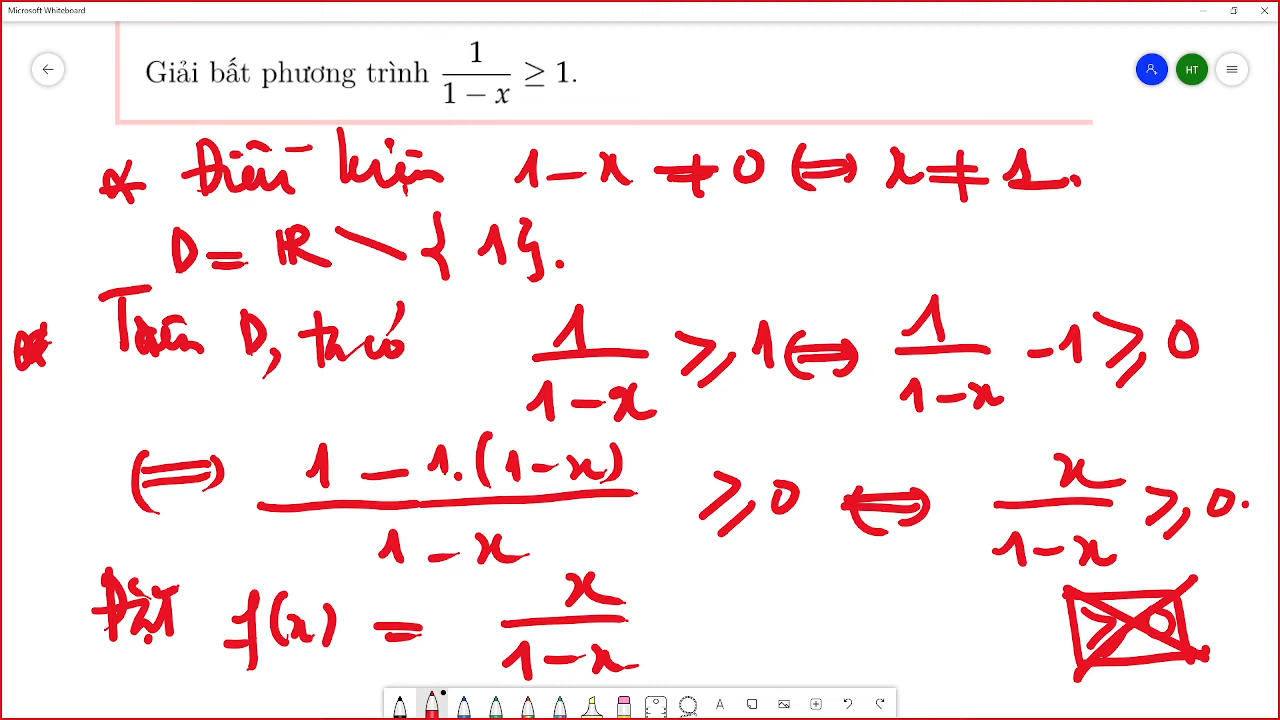 Microsoft Whiteboard
HT
Giải bất phương trình 1/(1 − x) ≥ 1.
* Điều kiện 1 − x ≠ 0 ⇔ x ≠ 1.
D = ℝ \ {1}.
Trên D, ta có 1/(1 − x) ≥ 1 ⇔ 1/(1 − x) − 1 ≥ 0
⇔ (1 − 1.(1 − x))/(1 − x) ≥ 0 ⇔ x/(1 − x) ≥ 0.
Đặt f(x) = x/(1 − x)
A